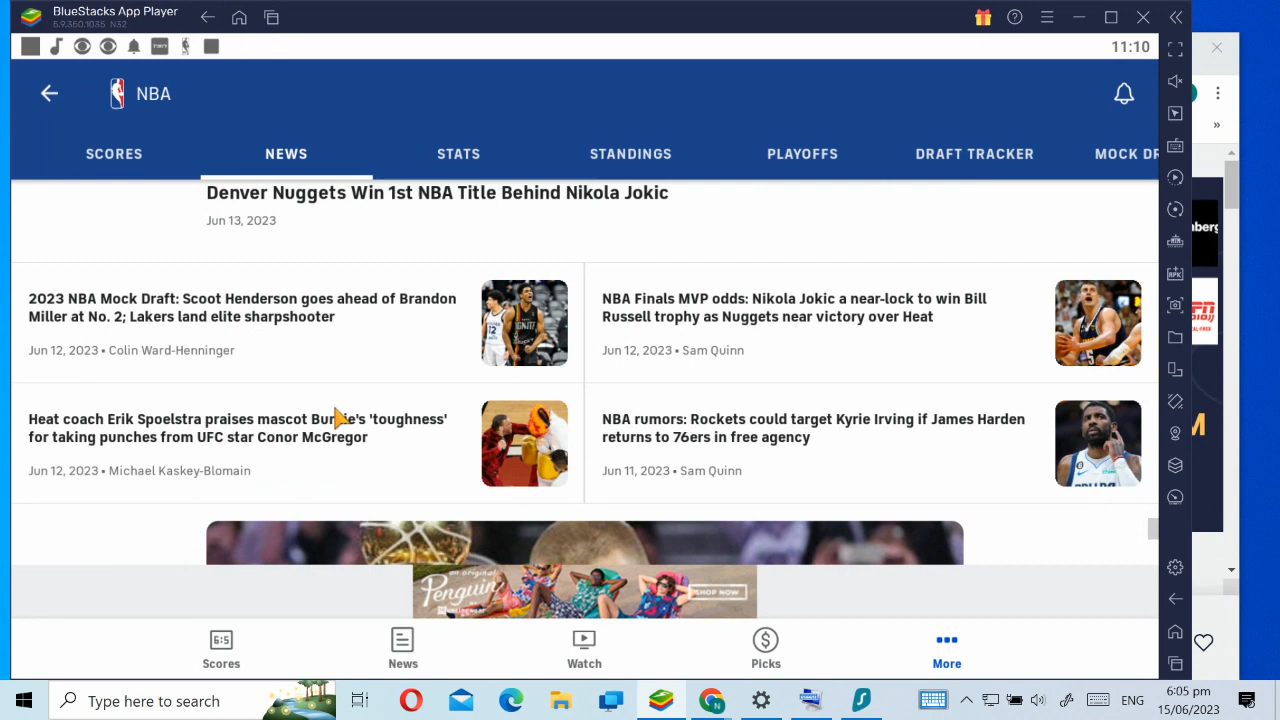 BlueStacks App Player
5.9.350.1035 N32
11:10
NBA
SCORES NEWS STATS STANDINGS PLAYOFFS DRAFT TRACKER MOCK DR
Denver Nuggets Win 1st NBA Title Behind Nikola Jokic
Jun 13, 2023
2023 NBA Mock Draft: Scoot Henderson goes ahead of Brandon
Miller at No. 2; Lakers land elite sharpshooter
Jun 12, 2023 • Colin Ward-Henninger
NBA Finals MVP odds: Nikola Jokic a near-lock to win Bill
Russell trophy as Nuggets near victory over Heat
Jun 12, 2023 • Sam Quinn
Heat coach Erik Spoelstra praises mascot Burnie's 'toughness'
for taking punches from UFC star Conor McGregor
Jun 12, 2023 • Michael Kaskey-Blomain
NBA rumors: Rockets could target Kyrie Irving if James Harden
returns to 76ers in free agency
Jun 11, 2023 • Sam Quinn
an original
Penguin
SHOP NOW
Scores News Watch Picks More
Type here to search
ENG
6:05 pm
15/06/2023